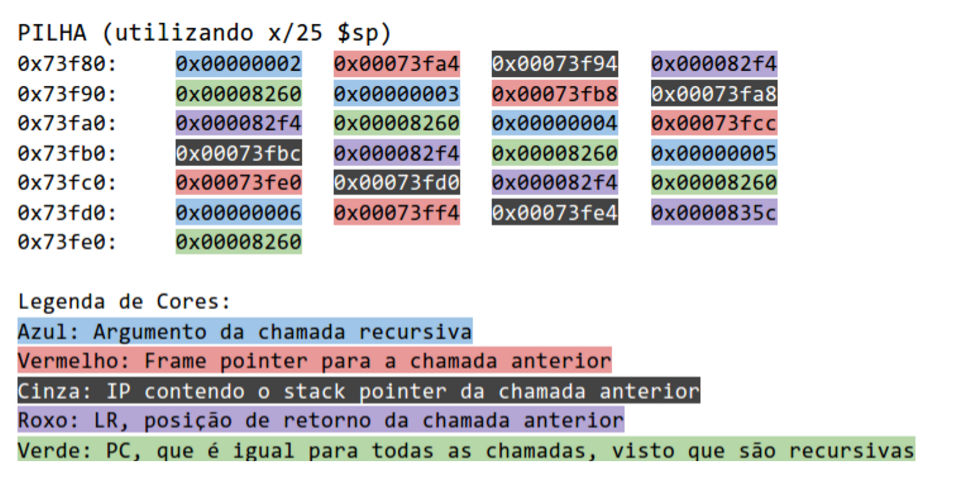 PILHA (utilizando x/25 $sp)
0x73f80: 0x00000002 0x00073fa4 0x00073f94 0x000082f4
0x73f90: 0x00008260 0x00000003 0x00073fb8 0x00073fa8
0x73fa0: 0x000082f4 0x00008260 0x00000004 0x00073fcc
0x73fb0: 0x00073fbc 0x000082f4 0x00008260 0x00000005
0x73fc0: 0x00073fe0 0x00073fd0 0x000082f4 0x00008260
0x73fd0: 0x00000006 0x00073ff4 0x00073fe4 0x0000835c
0x73fe0: 0x00008260
Legenda de Cores:
Azul: Argumento da chamada recursiva
Vermelho: Frame pointer para a chamada anterior
Cinza: IP contendo o stack pointer da chamada anterior
Roxo: LR, posição de retorno da chamada anterior
Verde: PC, que é igual para todas as chamadas, visto que são recursivas